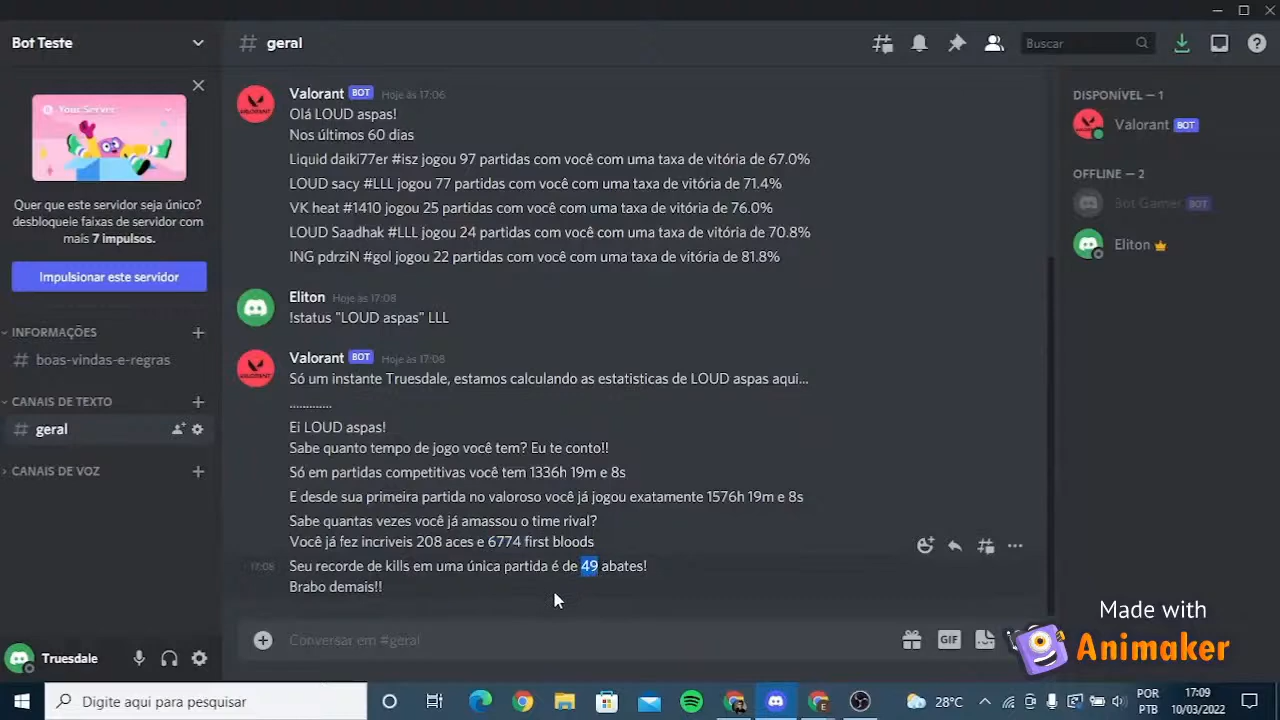 Bot Teste
Your Server
Quer que este servidor seja único?
desbloqueie faixas de servidor com
mais 7 impulsos.
Impulsionar este servidor
INFORMAÇÕES
boas-vindas-e-regras
CANAIS DE TEXTO
geral
CANAIS DE VOZ
Truesdale
# geral
Buscar
Valorant BOT Hoje às 17:06
Olá LOUD aspas!
Nos últimos 60 dias
Liquid daiki77er #isz jogou 97 partidas com você com uma taxa de vitória de 67.0%
LOUD sacy #LLL jogou 77 partidas com você com uma taxa de vitória de 71.4%
VK heat #1410 jogou 25 partidas com você com uma taxa de vitória de 76.0%
LOUD Saadhak #LLL jogou 24 partidas com você com uma taxa de vitória de 70.8%
ING pdrziN #gol jogou 22 partidas com você com uma taxa de vitória de 81.8%
Eliton Hoje às 17:08
!status "LOUD aspas" LLL
Valorant BOT Hoje às 17:08
Só um instante Truesdale, estamos calculando as estatisticas de LOUD aspas aqui...
.............
Ei LOUD aspas!
Sabe quanto tempo de jogo você tem? Eu te conto!!
Só em partidas competitivas você tem 1336h 19m e 8s
E desde sua primeira partida no valoroso você já jogou exatamente 1576h 19m e 8s
Sabe quantas vezes você já amassou o time rival?
Você já fez incriveis 208 aces e 6774 first bloods
17:08 Seu recorde de kills em uma única partida é de 49 abates!
Brabo demais!!
Conversar em #geral
GIF
DISPONÍVEL — 1
Valorant BOT
OFFLINE — 2
Bot Gamer BOT
Eliton
Made with
Animaker
Digite aqui para pesquisar
28°C
POR
PTB
17:09
10/03/2022